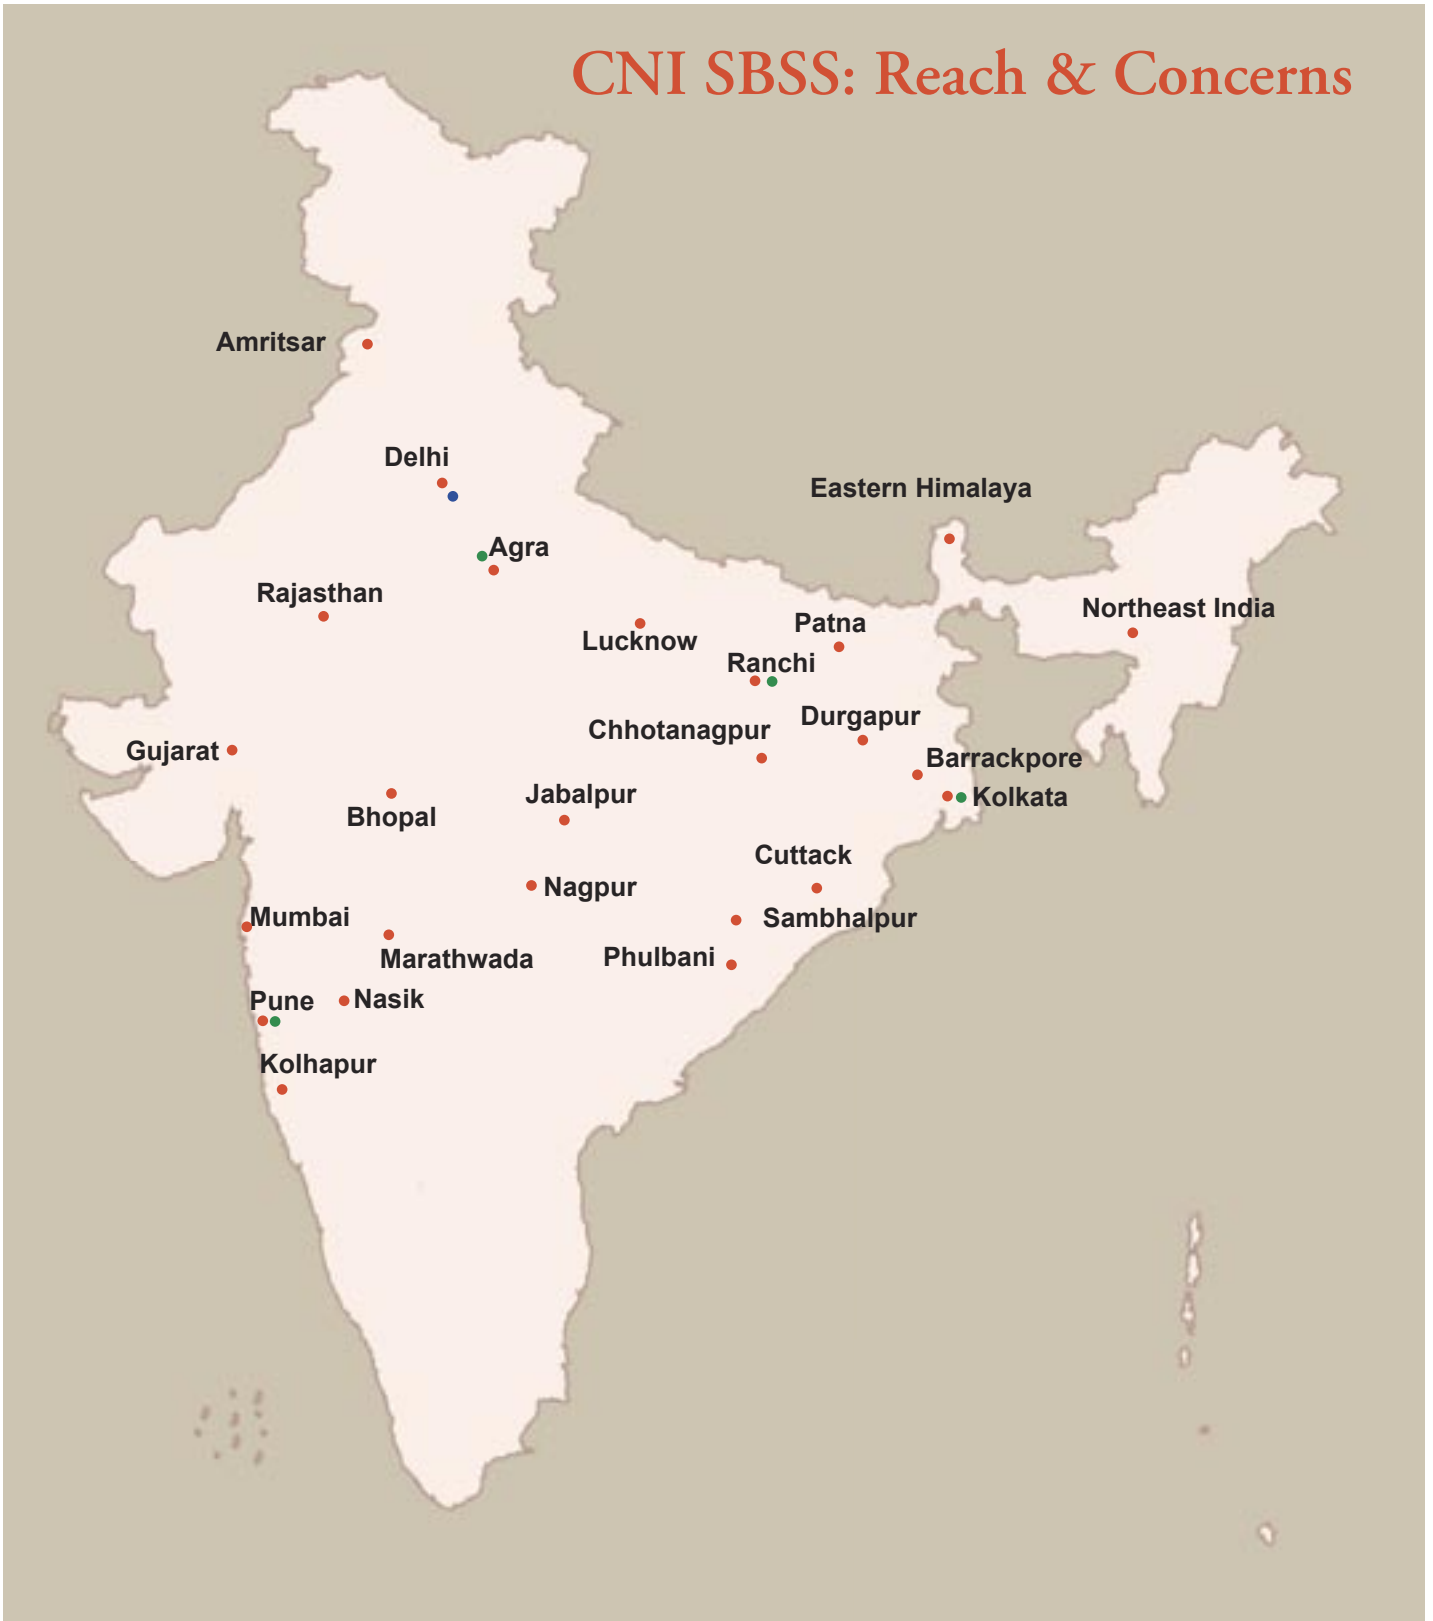 CNI SBSS: Reach & Concerns
Amritsar
Delhi
Eastern Himalaya
Agra
Rajasthan
Northeast India
Patna
Lucknow
Ranchi
Durgapur
Chhotanagpur
Gujarat
Barrackpore
Jabalpur
Kolkata
Bhopal
Cuttack
Nagpur
Mumbai
Sambhalpur
Marathwada
Phulbani
Pune
Nasik
Kolhapur